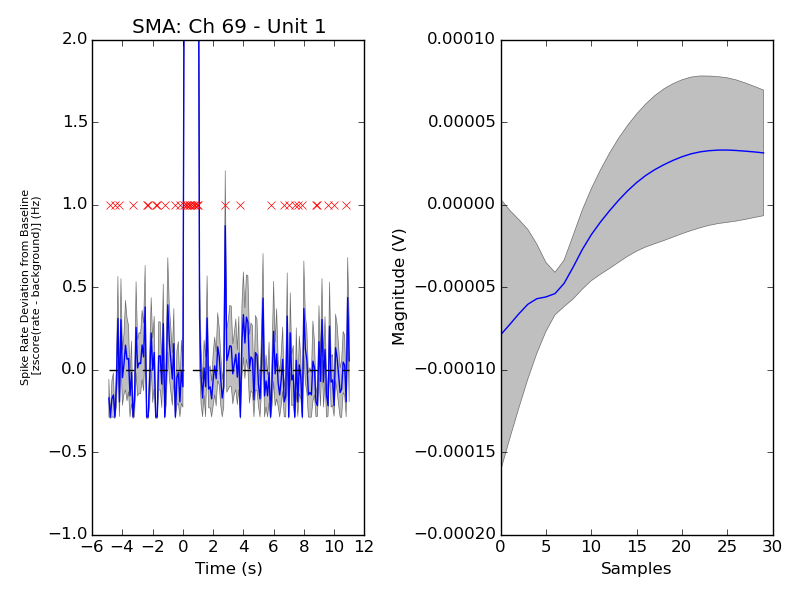 SMA: Ch 69 - Unit 1
2.0
1.5
1.0
0.5
0.0
−0.5
−1.0
−6 −4 −2 0 2 4 6 8 10 12
Time (s)
Spike Rate Deviation from Baseline
[zscore(rate - background)] (Hz)
0.00010
0.00005
0.00000
−0.00005
−0.00010
−0.00015
−0.00020
0 5 10 15 20 25 30
Samples
Magnitude (V)